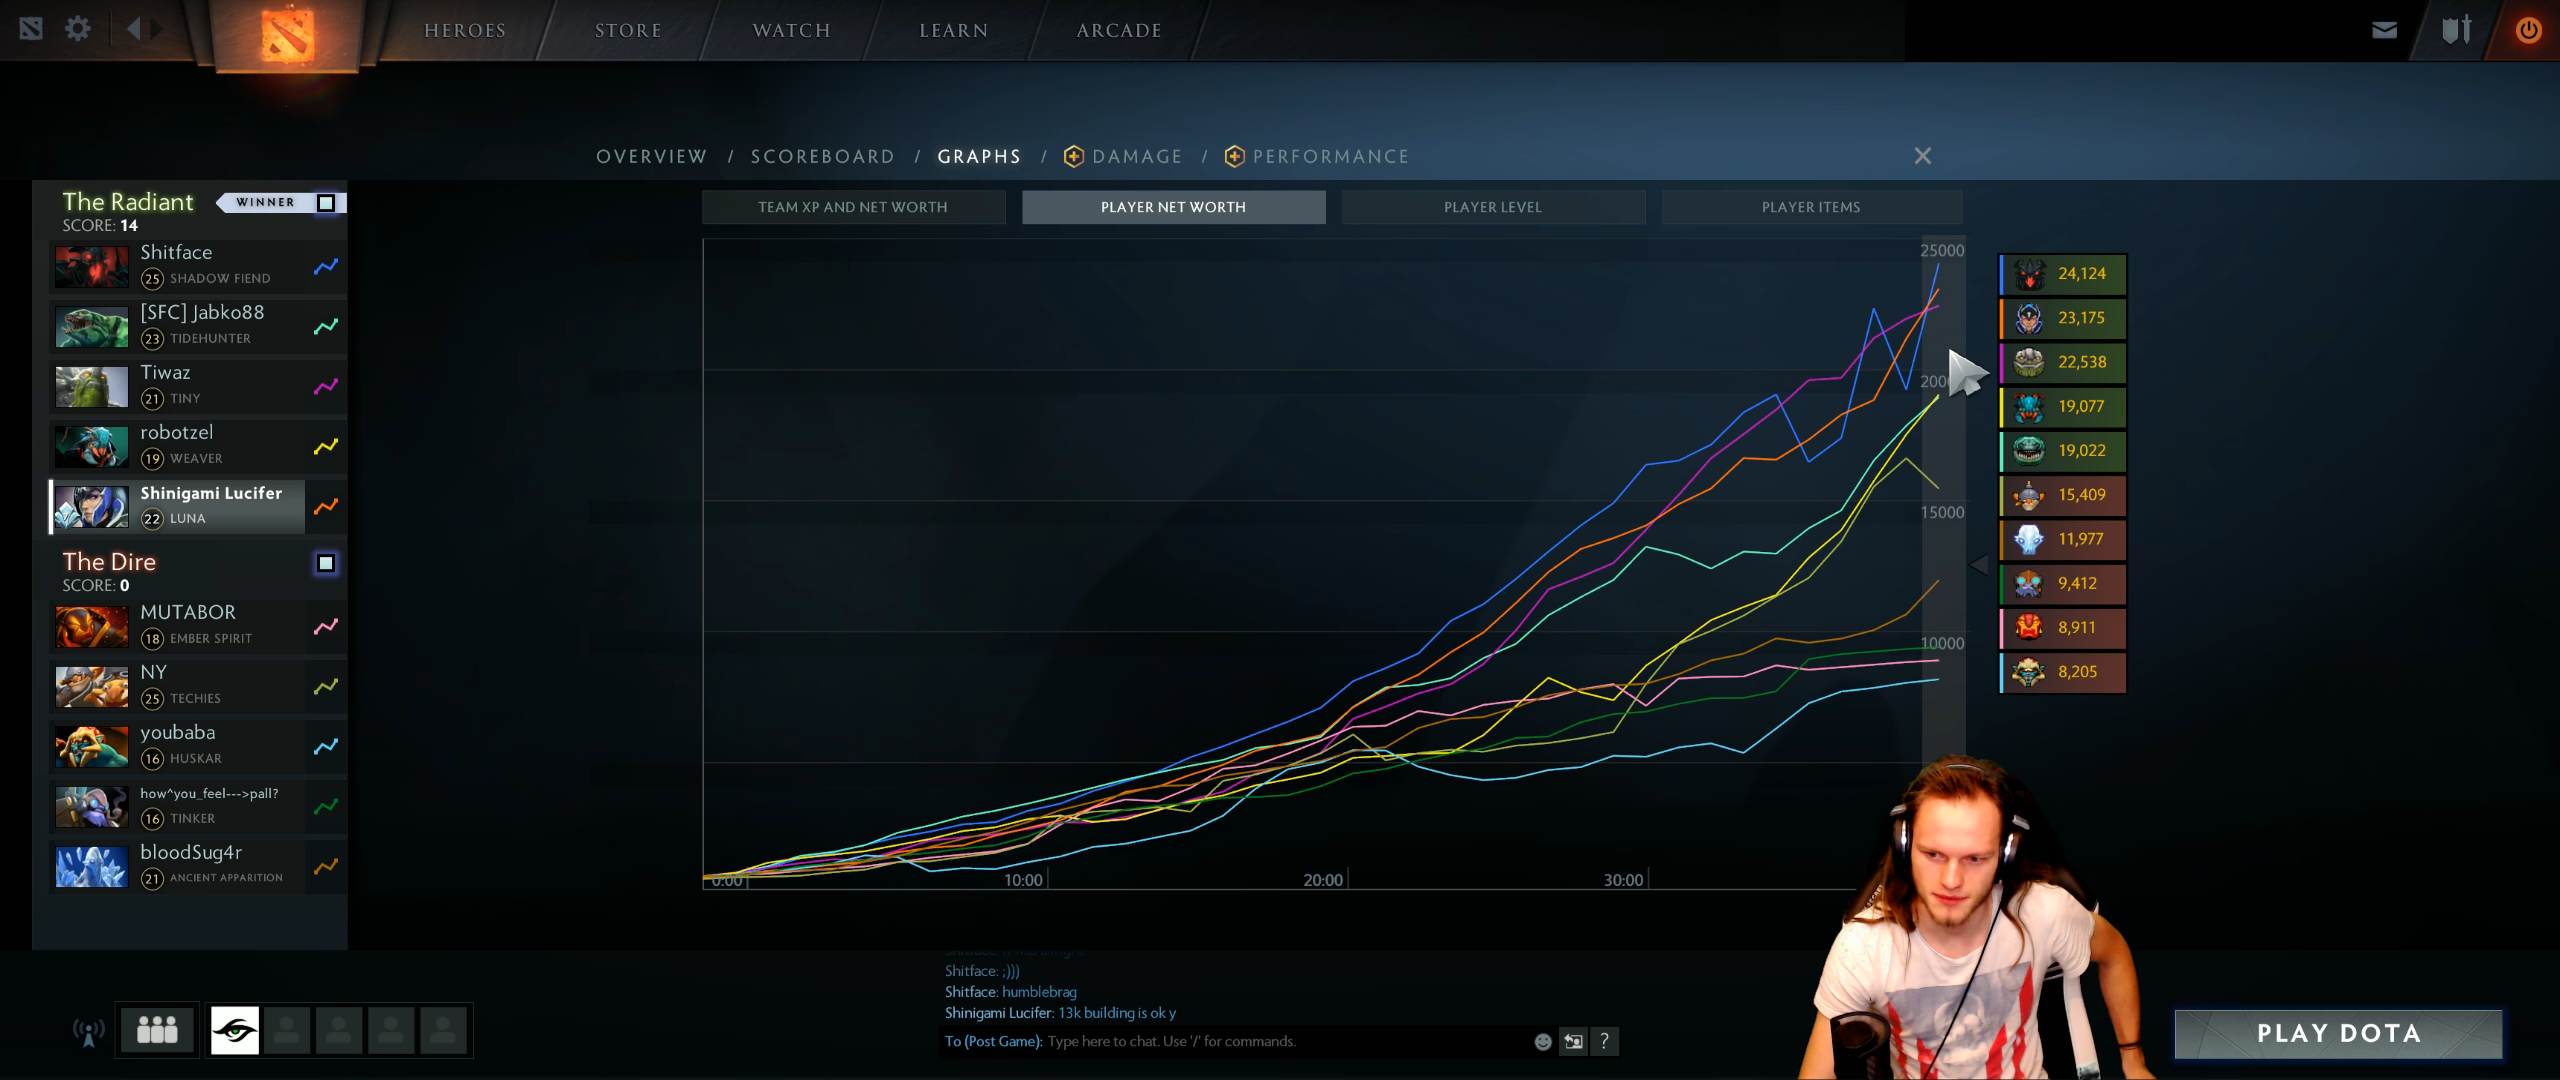 HEROES
STORE
WATCH
LEARN
ARCADE
OVERVIEW / SCOREBOARD / GRAPHS / DAMAGE / PERFORMANCE
TEAM XP AND NET WORTH
PLAYER NET WORTH
PLAYER LEVEL
PLAYER ITEMS
The Radiant
WINNER
SCORE: 14
Shitface
25 SHADOW FIEND
[SFC] Jabko88
23 TIDEHUNTER
Tiwaz
21 TINY
robotzel
19 WEAVER
Shinigami Lucifer
22 LUNA
The Dire
SCORE: 0
MUTABOR
18 EMBER SPIRIT
NY
25 TECHIES
youbaba
16 HUSKAR
how^you_feel--->pall?
16 TINKER
bloodSug4r
21 ANCIENT APPARITION
25000
15000
10000
0:00
10:00
20:00
30:00
24,124
23,175
22,538
19,077
19,022
15,409
11,977
9,412
8,911
8,205
Shitface: ;)))
Shitface: humblebrag
Shinigami Lucifer: 13k building is ok y
To (Post Game): Type here to chat. Use '/' for commands.
?
PLAY DOTA